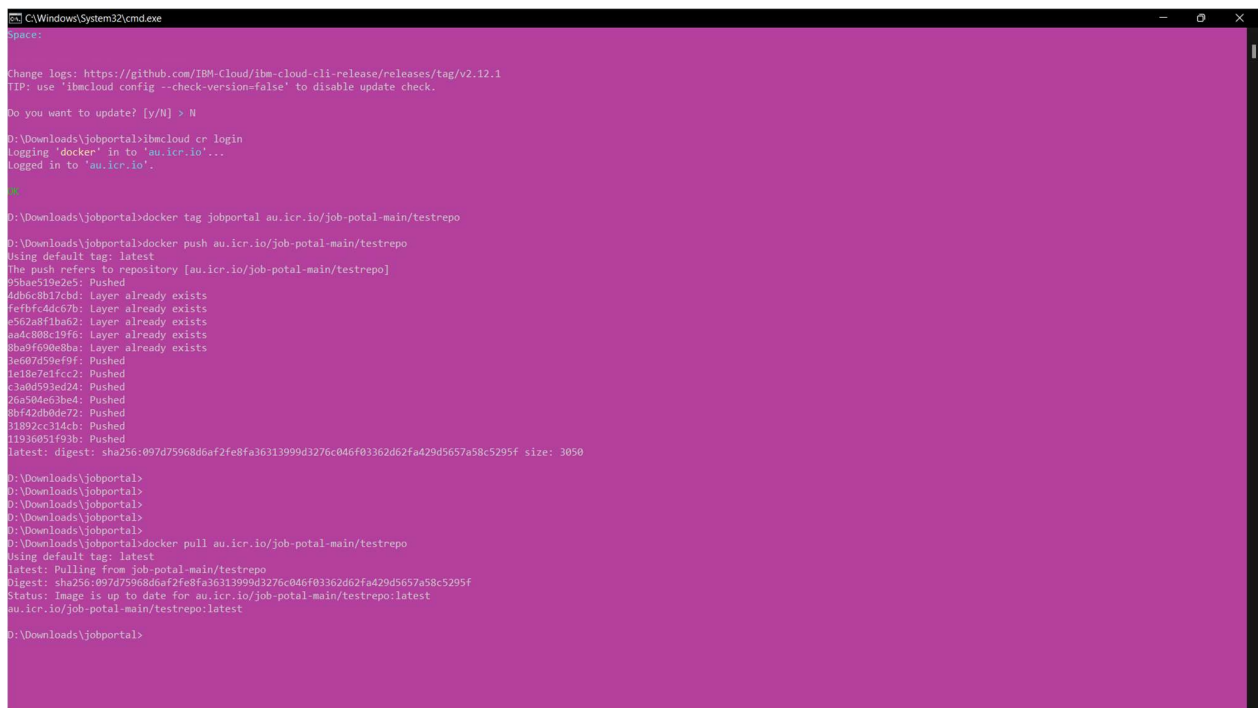 C:\Windows\System32\cmd.exe
Space:
Change logs: https://github.com/IBM-Cloud/ibm-cloud-cli-release/releases/tag/v2.12.1
TIP: use 'ibmcloud config --check-version=false' to disable update check.
Do you want to update? [y/N] > N
D:\Downloads\jobportal>ibmcloud cr login
Logging 'docker' in to 'au.icr.io'...
Logged in to 'au.icr.io'.
OK
D:\Downloads\jobportal>docker tag jobportal au.icr.io/job-potal-main/testrepo
D:\Downloads\jobportal>docker push au.icr.io/job-potal-main/testrepo
Using default tag: latest
The push refers to repository [au.icr.io/job-potal-main/testrepo]
95bae519e2e5: Pushed
4db6c8b17cbd: Layer already exists
fefbfc4dc67b: Layer already exists
e562a8f1ba62: Layer already exists
aa4c808c19f6: Layer already exists
8ba9f690e8ba: Layer already exists
3e607d59ef9f: Pushed
1e18e7e1fcc2: Pushed
c3a0d593ed24: Pushed
26a504e63be4: Pushed
8bf42db0de72: Pushed
31892cc314cb: Pushed
11936051f93b: Pushed
latest: digest: sha256:097d75968d6af2fe8fa36313999d3276c046f03362d62fa429d5657a58c5295f size: 3050
D:\Downloads\jobportal>
D:\Downloads\jobportal>
D:\Downloads\jobportal>
D:\Downloads\jobportal>
D:\Downloads\jobportal>
D:\Downloads\jobportal>docker pull au.icr.io/job-potal-main/testrepo
Using default tag: latest
latest: Pulling from job-potal-main/testrepo
Digest: sha256:097d75968d6af2fe8fa36313999d3276c046f03362d62fa429d5657a58c5295f
Status: Image is up to date for au.icr.io/job-potal-main/testrepo:latest
au.icr.io/job-potal-main/testrepo:latest
D:\Downloads\jobportal>